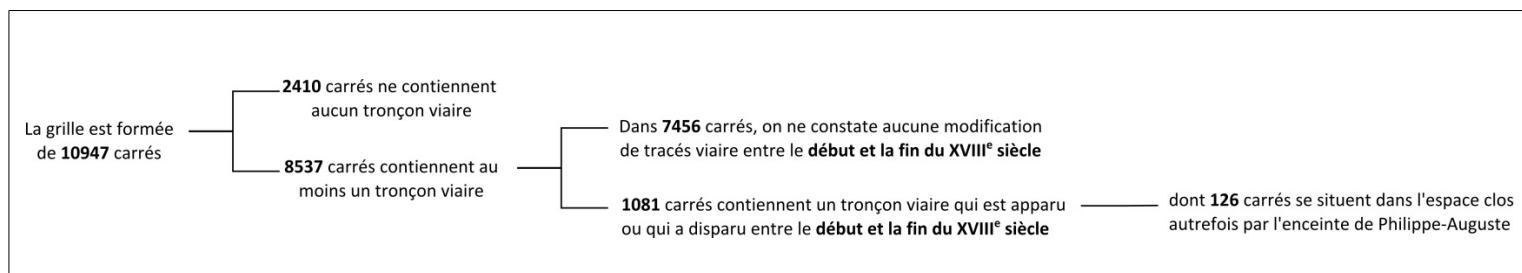 La grille est formée
de 10947 carrés
2410 carrés ne contiennent
aucun tronçon viaire
8537 carrés contiennent au
moins un tronçon viaire
Dans 7456 carrés, on ne constate aucune modification
de tracés viaire entre le début et la fin du XVIIIe siècle
1081 carrés contiennent un tronçon viaire qui est apparu
ou qui a disparu entre le début et la fin du XVIIIe siècle
dont 126 carrés se situent dans l'espace clos
autrefois par l'enceinte de Philippe-Auguste